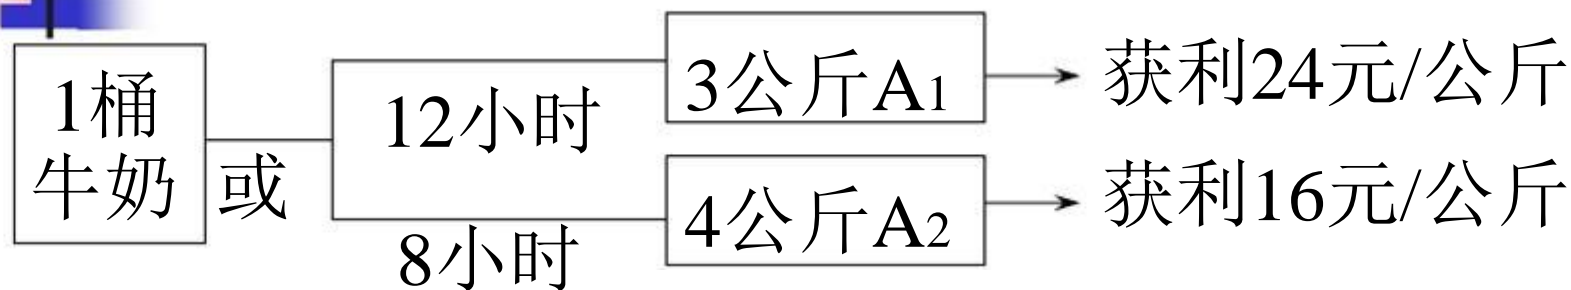 1桶
牛奶
或
12小时
8小时
3公斤A1
获利24元/公斤
4公斤A2
获利16元/公斤